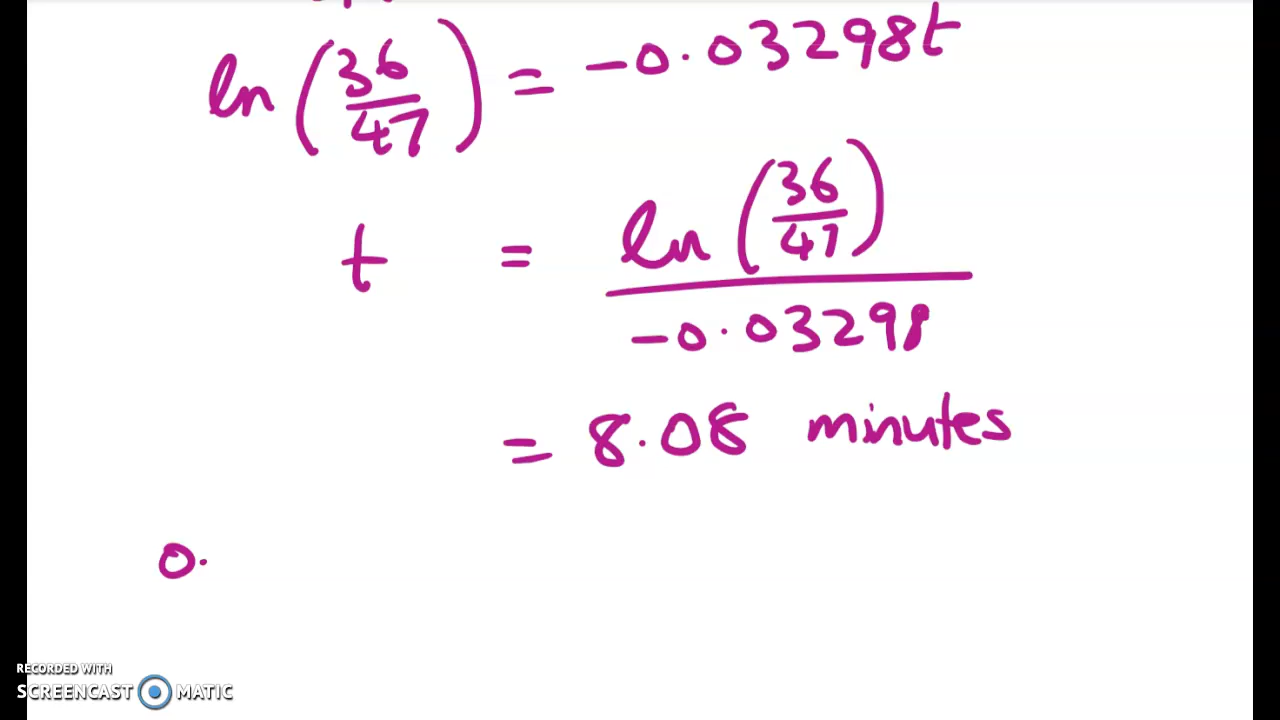 ln(36/47) = -0.03298t
t = ln(36/47) / -0.03298
= 8.08 minutes
0.
RECORDED WITH
SCREENCAST MATIC